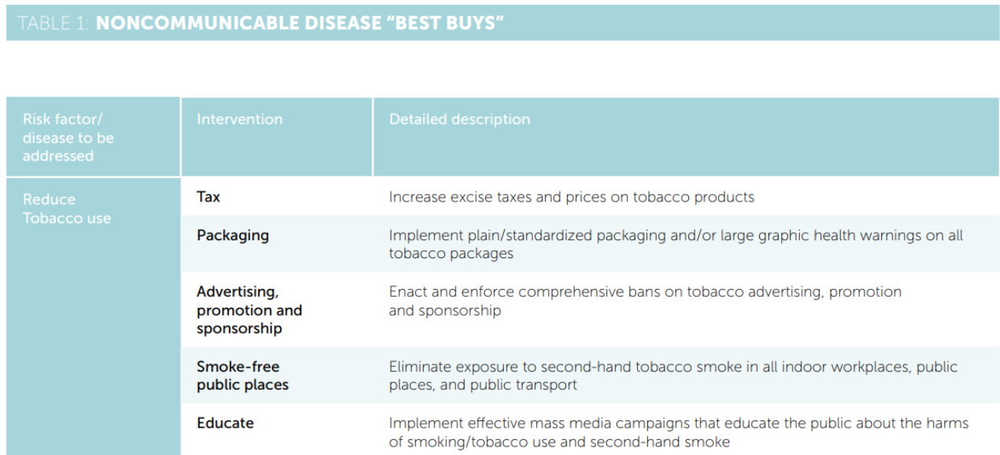 TABLE 1: NONCOMMUNICABLE DISEASE “BEST BUYS”
Risk factor/
disease to be
addressed
Intervention
Detailed description
Reduce
Tobacco use
Tax
Increase excise taxes and prices on tobacco products
Packaging
Implement plain/standardized packaging and/or large graphic health warnings on all
tobacco packages
Advertising,
promotion and
sponsorship
Enact and enforce comprehensive bans on tobacco advertising, promotion
and sponsorship
Smoke-free
public places
Eliminate exposure to second-hand tobacco smoke in all indoor workplaces, public
places, and public transport
Educate
Implement effective mass media campaigns that educate the public about the harms
of smoking/tobacco use and second-hand smoke